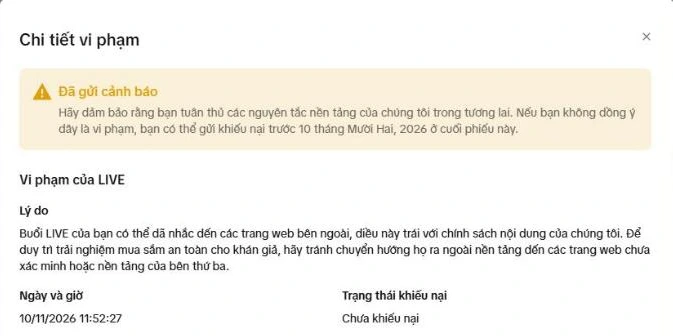 Chi tiết vi phạm
Đã gửi cảnh báo
Hãy đảm bảo rằng bạn tuân thủ các nguyên tắc nền tảng của chúng tôi trong tương lai. Nếu bạn không đồng ý
đây là vi phạm, bạn có thể gửi khiếu nại trước 10 tháng Mười Hai, 2026 ở cuối phiếu này.
Vi phạm của LIVE
Lý do
Buổi LIVE của bạn có thể đã nhắc đến các trang web bên ngoài, điều này trái với chính sách nội dung của chúng tôi. Để
duy trì trải nghiệm mua sắm an toàn cho khán giả, hãy tránh chuyển hướng họ ra ngoài nền tảng đến các trang web chưa
xác minh hoặc nền tảng của bên thứ ba.
Ngày và giờ
Trạng thái khiếu nại
10/11/2026 11:52:27
Chưa khiếu nại